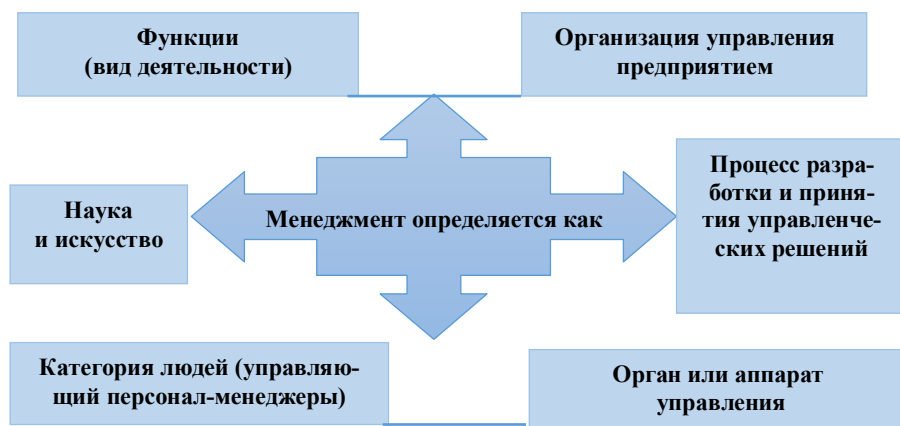 Функции
(вид деятельности)
Организация управления
предприятием
Наука
и искусство
Менеджмент определяется как
Процесс разра-
ботки и приня-
тия управленче-
ских решений
Категория людей (управляю-
щий персонал-менеджеры)
Орган или аппарат
управления